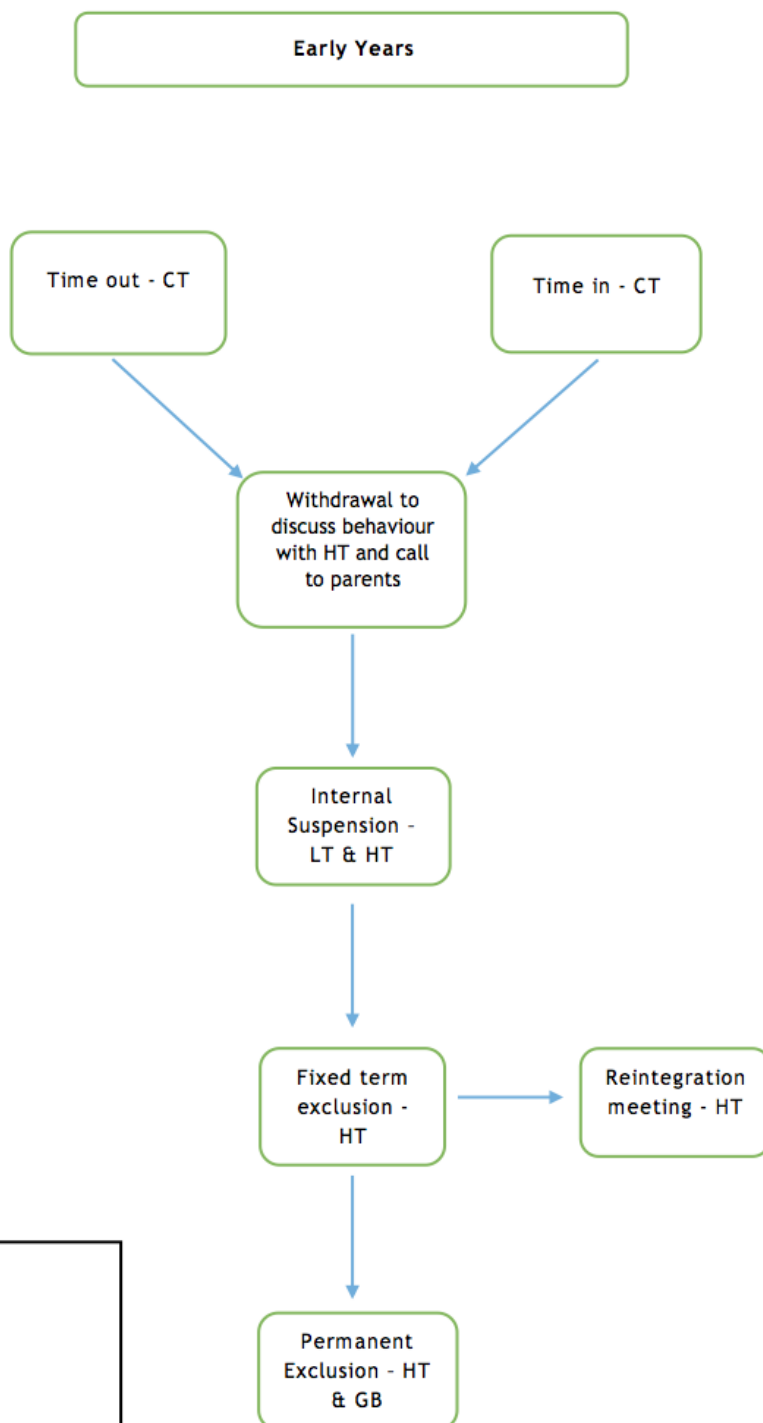 Early Years
Time out - CT
Time in - CT
Withdrawal to
discuss behaviour
with HT and call
to parents
Internal
Suspension –
LT & HT
Fixed term
exclusion -
HT
Reintegration
meeting - HT
Permanent
Exclusion – HT
& GB